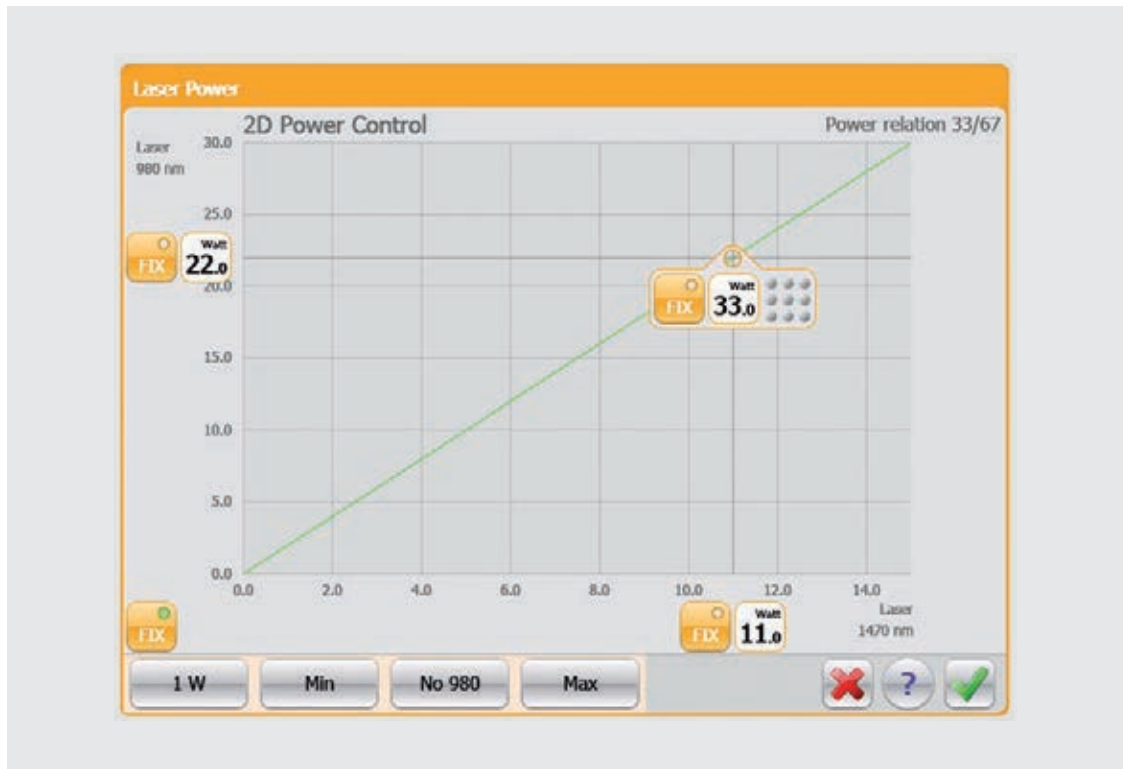 Laser Power
2D Power Control
Power relation 33/67
Laser
980 nm
30.0
25.0
FIX
Watt
22.0
20.0
FIX
Watt
33.0
15.0
10.0
5.0
0.0
0.0 2.0 4.0 6.0 8.0 10.0 12.0 14.0
FIX
FIX
Watt
11.0
Laser
1470 nm
1 W
Min
No 980
Max
?